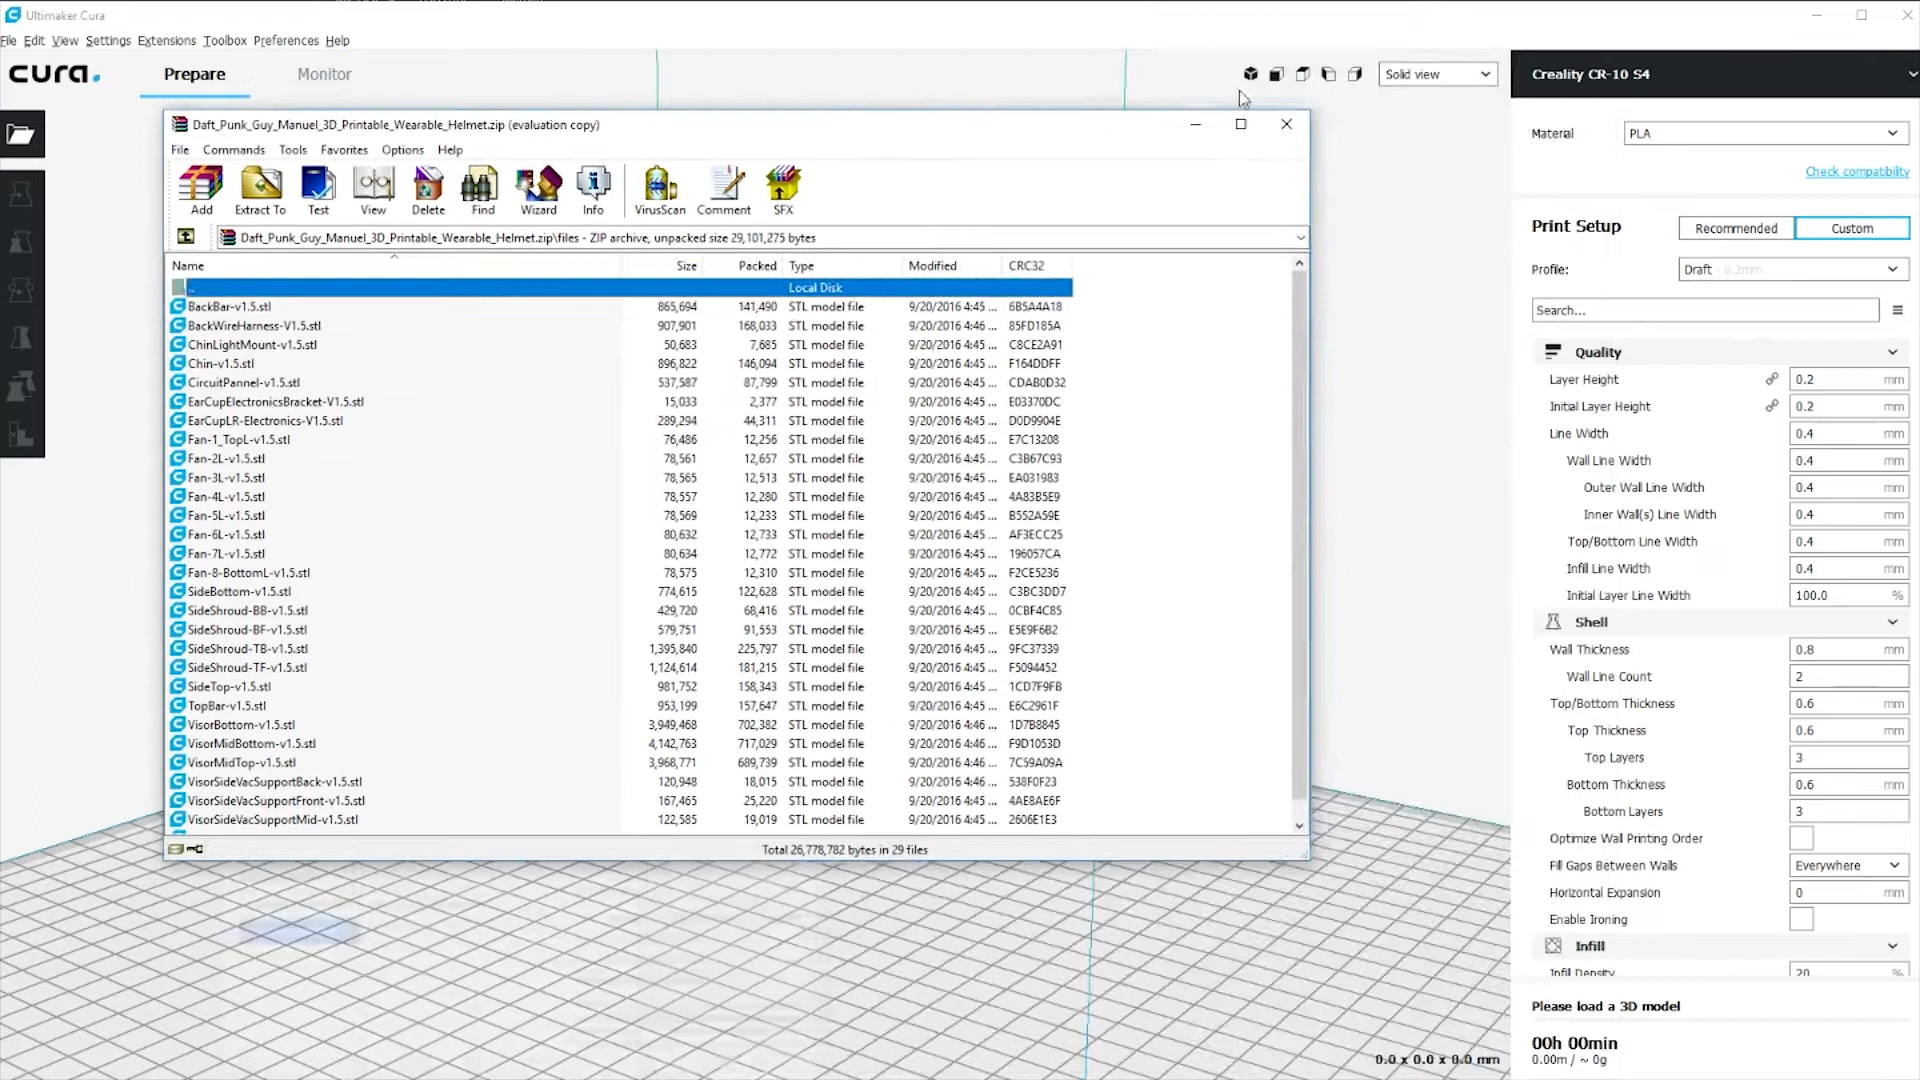 Ultimaker Cura
File Edit View Settings Extensions Toolbox Preferences Help
cura.
Prepare
Monitor
Solid view
Creality CR-10 S4
Daft_Punk_Guy_Manuel_3D_Printable_Wearable_Helmet.zip (evaluation copy)
File Commands Tools Favorites Options Help
Add Extract To Test View Delete Find Wizard Info VirusScan Comment SFX
Daft_Punk_Guy_Manuel_3D_Printable_Wearable_Helmet.zip\files - ZIP archive, unpacked size 29,101,275 bytes
Name Size Packed Type Modified CRC32
.. Local Disk
BackBar-v1.5.stl 865,694 141,490 STL model file 9/20/2016 4:45 ... 6B5A4A18
BackWireHarness-V1.5.stl 907,901 168,033 STL model file 9/20/2016 4:46 ... 85FD185A
ChinLightMount-v1.5.stl 50,683 7,685 STL model file 9/20/2016 4:45 ... C8CE2A91
Chin-v1.5.stl 896,822 146,094 STL model file 9/20/2016 4:45 ... F164DDFF
CircuitPannel-v1.5.stl 537,587 87,799 STL model file 9/20/2016 4:45 ... CDAB0D32
EarCupElectronicsBracket-V1.5.stl 15,033 2,377 STL model file 9/20/2016 4:45 ... E03370DC
EarCupLR-Electronics-V1.5.stl 289,294 44,311 STL model file 9/20/2016 4:45 ... D0D9904E
Fan-1_TopL-v1.5.stl 76,486 12,256 STL model file 9/20/2016 4:45 ... E7C13208
Fan-2L-v1.5.stl 78,561 12,657 STL model file 9/20/2016 4:45 ... C3B67C93
Fan-3L-v1.5.stl 78,565 12,513 STL model file 9/20/2016 4:45 ... EA031983
Fan-4L-v1.5.stl 78,557 12,280 STL model file 9/20/2016 4:45 ... 4A83B5E9
Fan-5L-v1.5.stl 78,569 12,233 STL model file 9/20/2016 4:45 ... B552A59E
Fan-6L-v1.5.stl 80,632 12,733 STL model file 9/20/2016 4:45 ... AF3ECC25
Fan-7L-v1.5.stl 80,634 12,772 STL model file 9/20/2016 4:45 ... 196057CA
Fan-8-BottomL-v1.5.stl 78,575 12,310 STL model file 9/20/2016 4:45 ... F2CE5236
SideBottom-v1.5.stl 774,615 122,628 STL model file 9/20/2016 4:45 ... C3BC3DD7
SideShroud-BB-v1.5.stl 429,720 68,416 STL model file 9/20/2016 4:45 ... 0CBF4C85
SideShroud-BF-v1.5.stl 579,751 91,553 STL model file 9/20/2016 4:45 ... E5E9F6B2
SideShroud-TB-v1.5.stl 1,395,840 225,797 STL model file 9/20/2016 4:45 ... 9FC37339
SideShroud-TF-v1.5.stl 1,124,614 181,215 STL model file 9/20/2016 4:45 ... F5094452
SideTop-v1.5.stl 981,752 158,343 STL model file 9/20/2016 4:45 ... 1CD7F9FB
TopBar-v1.5.stl 953,199 157,647 STL model file 9/20/2016 4:45 ... E6C2961F
VisorBottom-v1.5.stl 3,949,468 702,382 STL model file 9/20/2016 4:46 ... 1D7B8845
VisorMidBottom-v1.5.stl 4,142,763 717,029 STL model file 9/20/2016 4:46 ... F9D1053D
VisorMidTop-v1.5.stl 3,968,771 689,739 STL model file 9/20/2016 4:46 ... 7C59A09A
VisorSideVacSupportBack-v1.5.stl 120,948 18,015 STL model file 9/20/2016 4:46 ... 538F0F23
VisorSideVacSupportFront-v1.5.stl 167,465 25,220 STL model file 9/20/2016 4:46 ... 4AE8AE6F
VisorSideVacSupportMid-v1.5.stl 122,585 19,019 STL model file 9/20/2016 4:46 ... 2606E1E3
Total 26,778,782 bytes in 29 files
Material PLA
Check compatibility
Print Setup Recommended Custom
Profile: Draft - 0.2mm
Search...
Quality
Layer Height 0.2 mm
Initial Layer Height 0.2 mm
Line Width 0.4 mm
Wall Line Width 0.4 mm
Outer Wall Line Width 0.4 mm
Inner Wall(s) Line Width 0.4 mm
Top/Bottom Line Width 0.4 mm
Infill Line Width 0.4 mm
Initial Layer Line Width 100.0 %
Shell
Wall Thickness 0.8 mm
Wall Line Count 2
Top/Bottom Thickness 0.6 mm
Top Thickness 0.6 mm
Top Layers 3
Bottom Thickness 0.6 mm
Bottom Layers 3
Optimize Wall Printing Order
Fill Gaps Between Walls Everywhere
Horizontal Expansion 0 mm
Enable Ironing
Infill
Infill Density 20 %
Please load a 3D model
00h 00min
0.00m / ~ 0g
0.0 x 0.0 x 0.0 mm